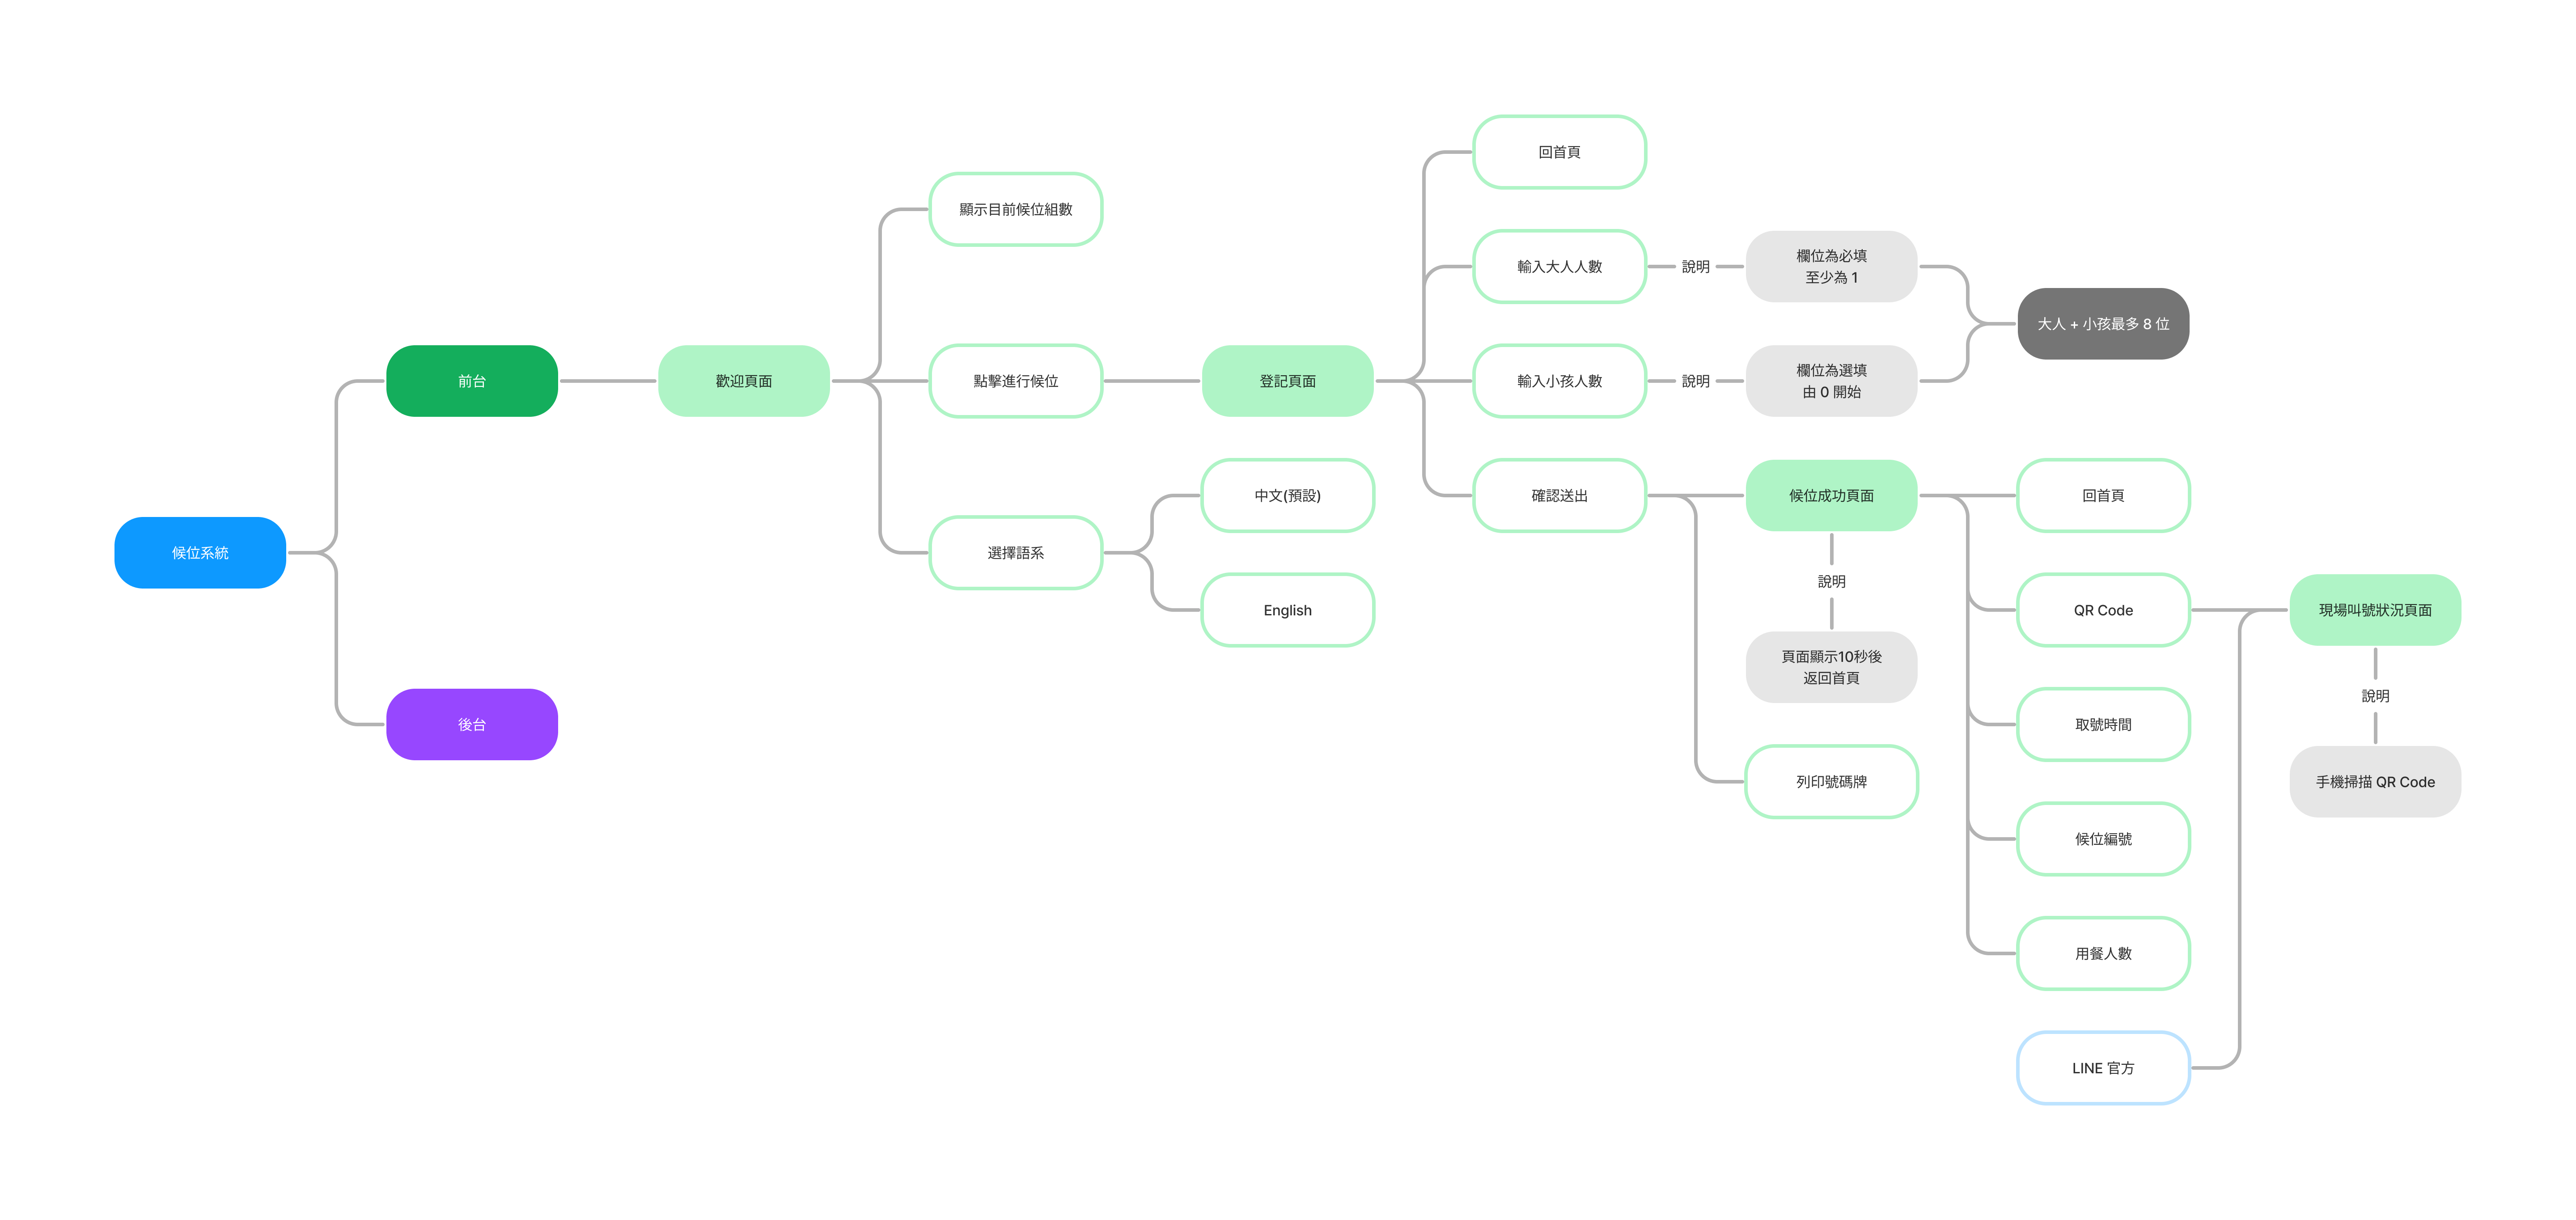 候位系統
前台
後台
歡迎頁面
顯示目前候位組數
點擊進行候位
選擇語系
中文(預設)
English
登記頁面
回首頁
輸入大人人數
說明
欄位為必填
至少為 1
輸入小孩人數
說明
欄位為選填
由 0 開始
大人 + 小孩最多 8 位
確認送出
候位成功頁面
說明
頁面顯示10秒後
返回首頁
列印號碼牌
回首頁
QR Code
取號時間
候位編號
用餐人數
LINE 官方
現場叫號狀況頁面
說明
手機掃描 QR Code